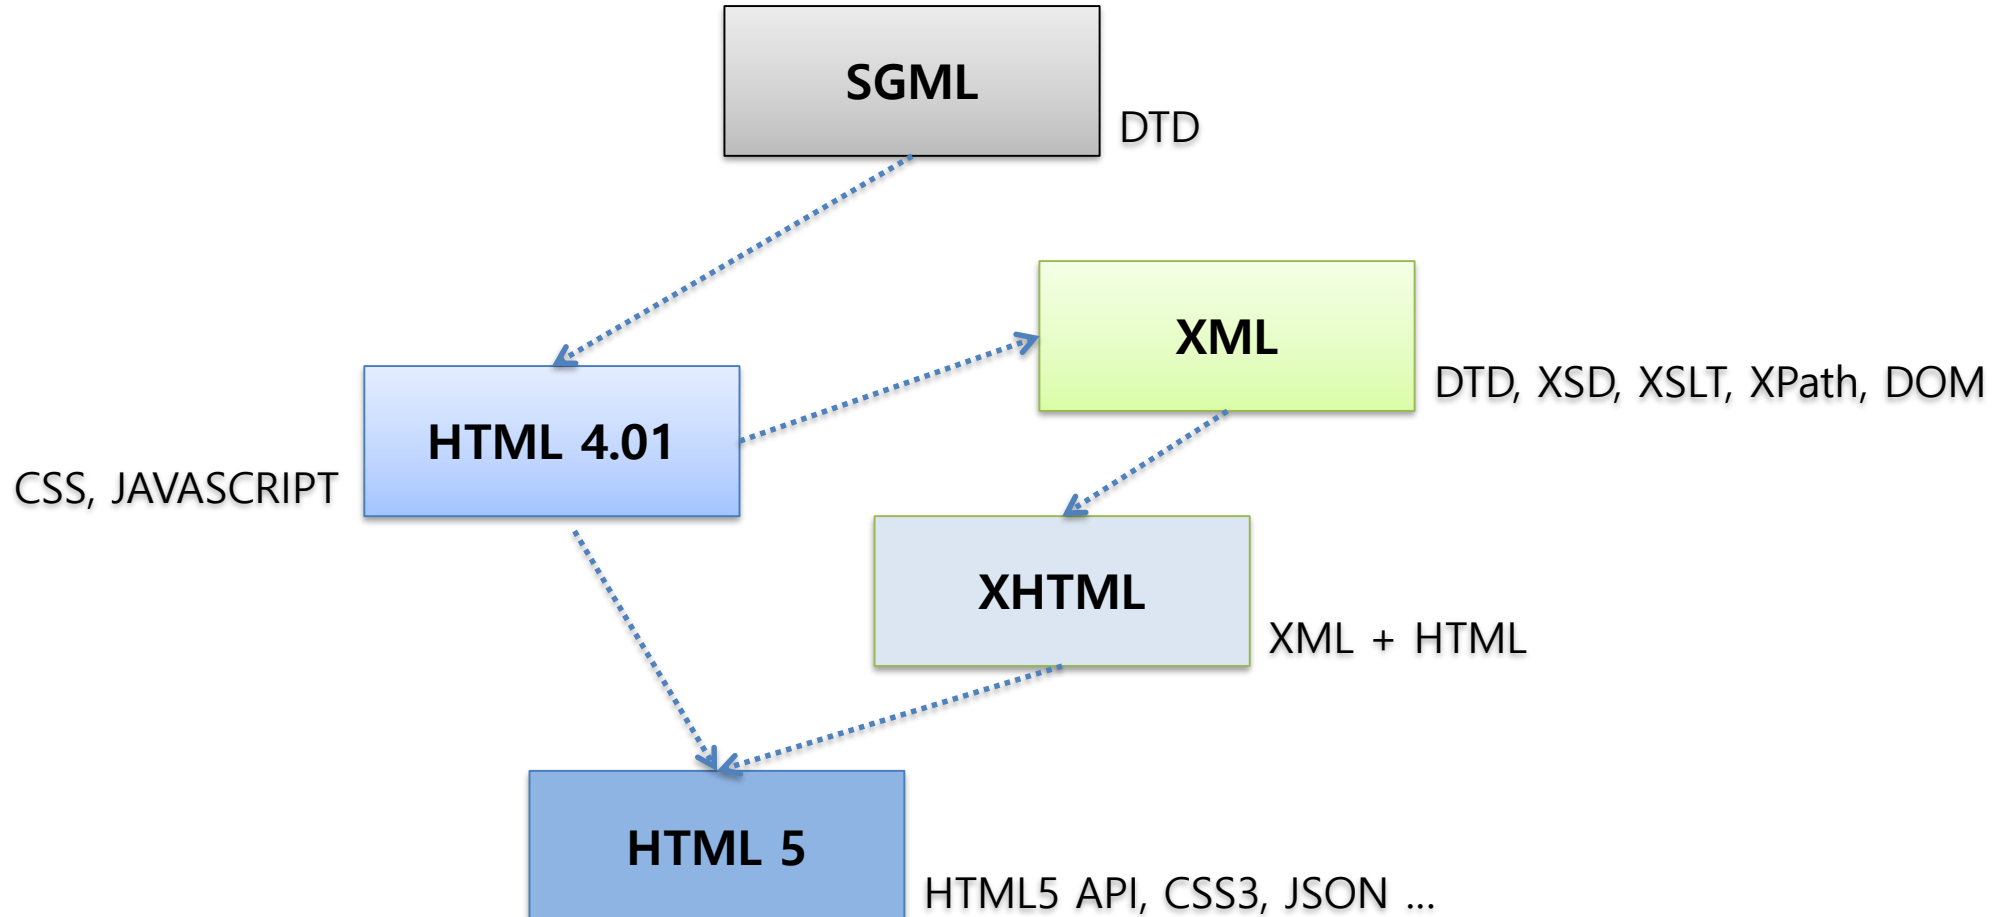 SGML
DTD
XML
DTD, XSD, XSLT, XPath, DOM
HTML 4.01
CSS, JAVASCRIPT
XHTML
XML + HTML
HTML 5
HTML5 API, CSS3, JSON ...